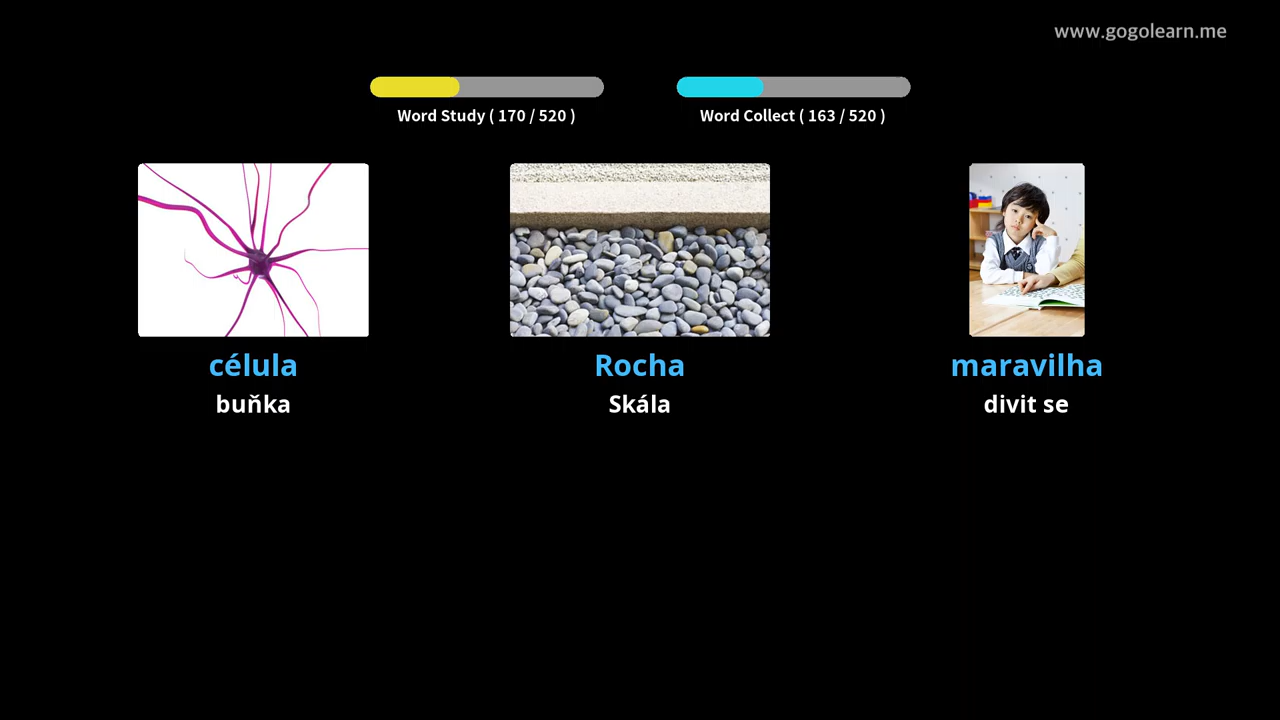 www.gogolearn.me
Word Study ( 170 / 520 )
Word Collect ( 163 / 520 )
célula
Rocha
maravilha
buňka
Skála
divit se